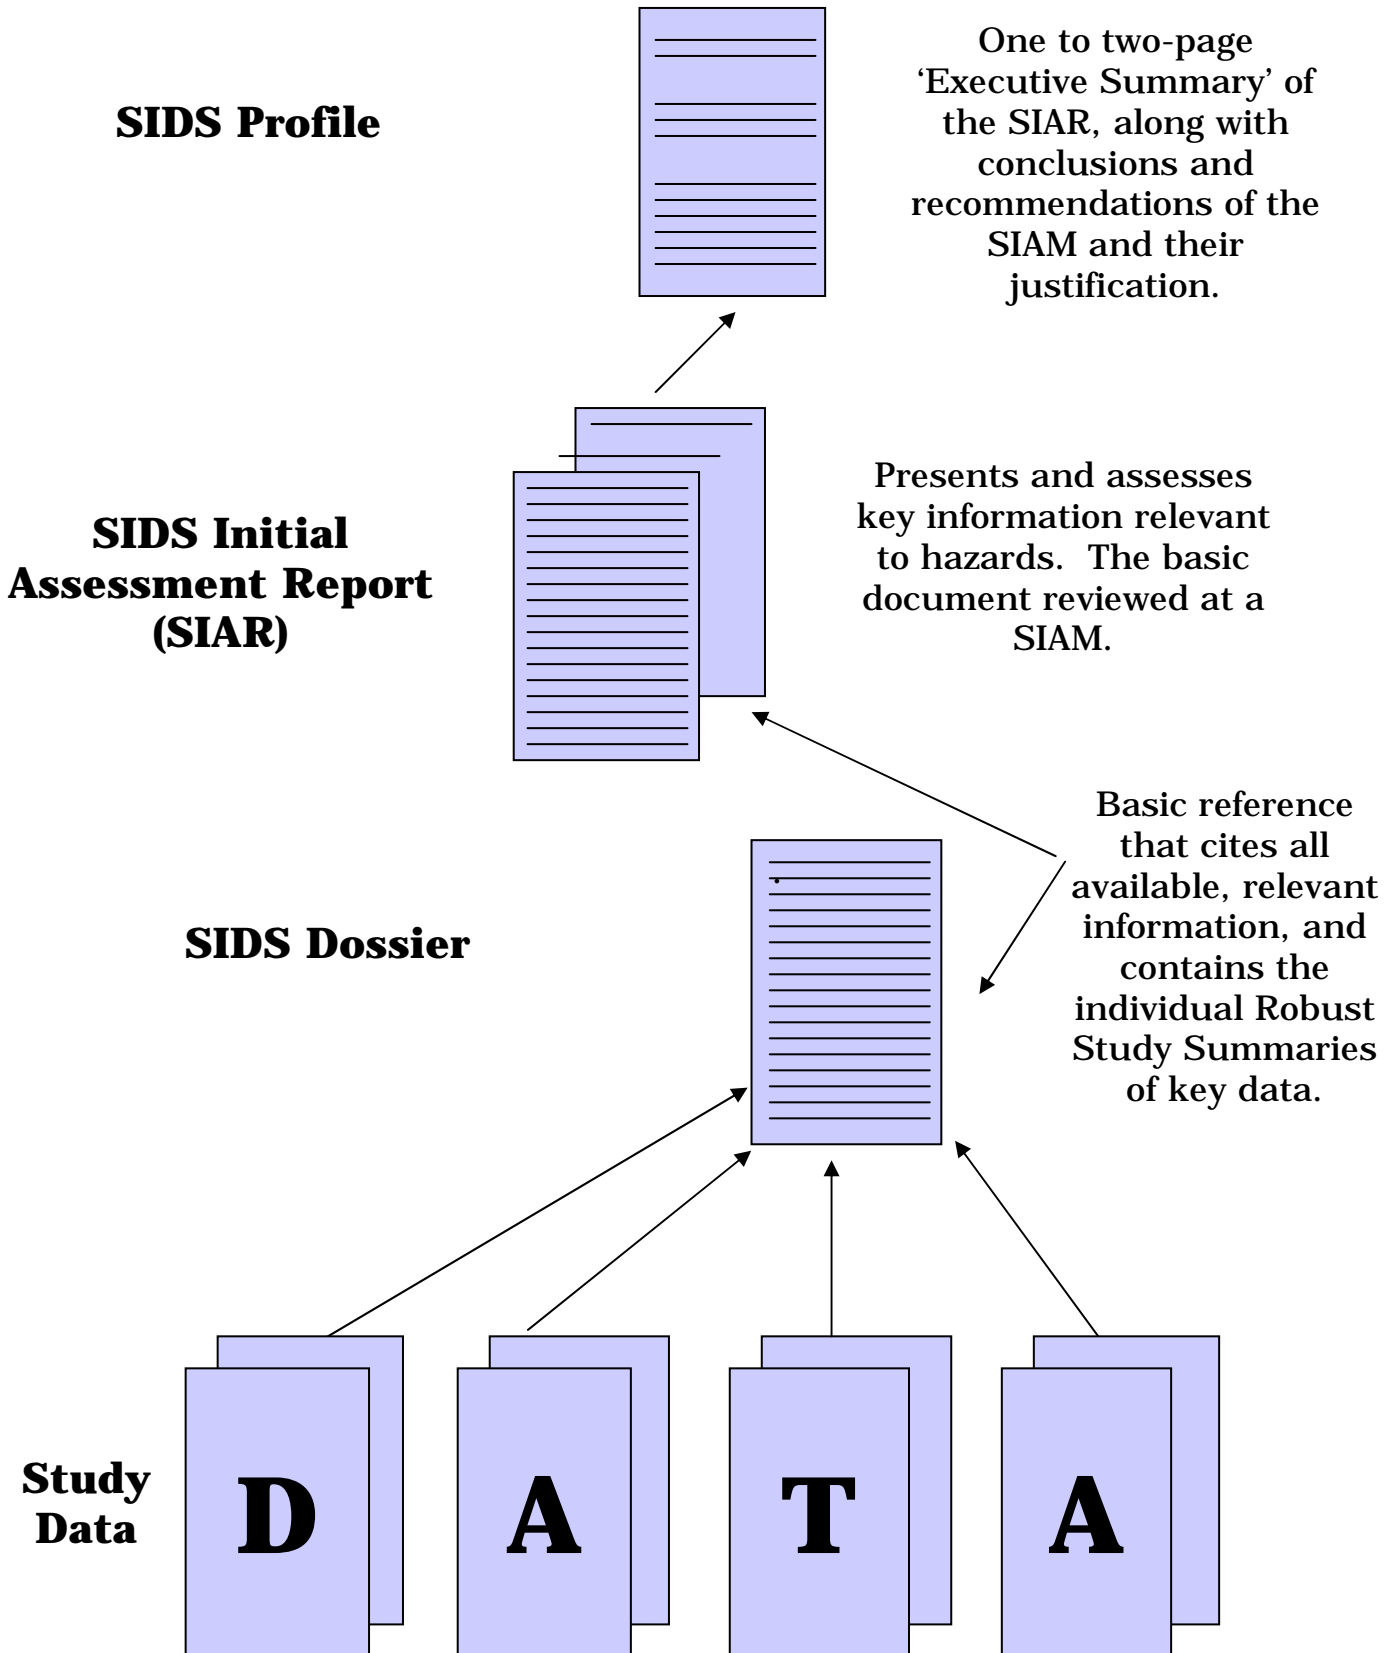 SIDS Profile
One to two-page
‘Executive Summary’ of
the SIAR, along with
conclusions and
recommendations of the
SIAM and their
justification.
SIDS Initial
Assessment Report
(SIAR)
Presents and assesses
key information relevant
to hazards.  The basic
document reviewed at a
SIAM.
SIDS Dossier
Basic reference
that cites all
available, relevant
information, and
contains the
individual Robust
Study Summaries
of key data.
Study
Data
D A T A